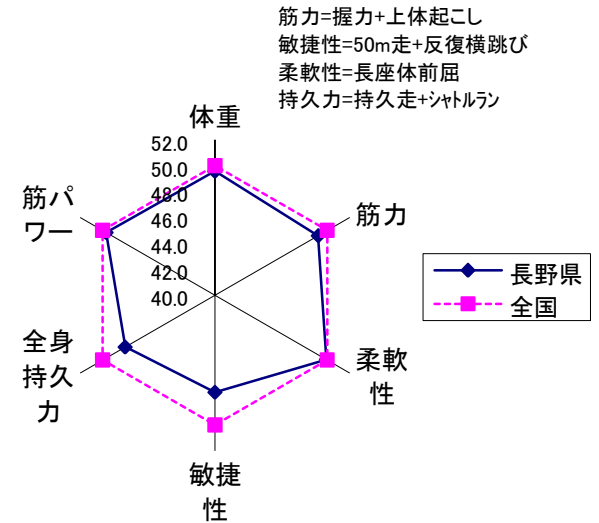 筋力=握力+上体起こし
敏捷性=50m走+反復横跳び
柔軟性=長座体前屈
持久力=持久走+シャトルラン
体重
52.0
50.0
48.0
46.0
44.0
42.0
40.0
筋パ
ワー
筋力
長野県
全国
全身
持久
力
柔軟
性
敏捷
性